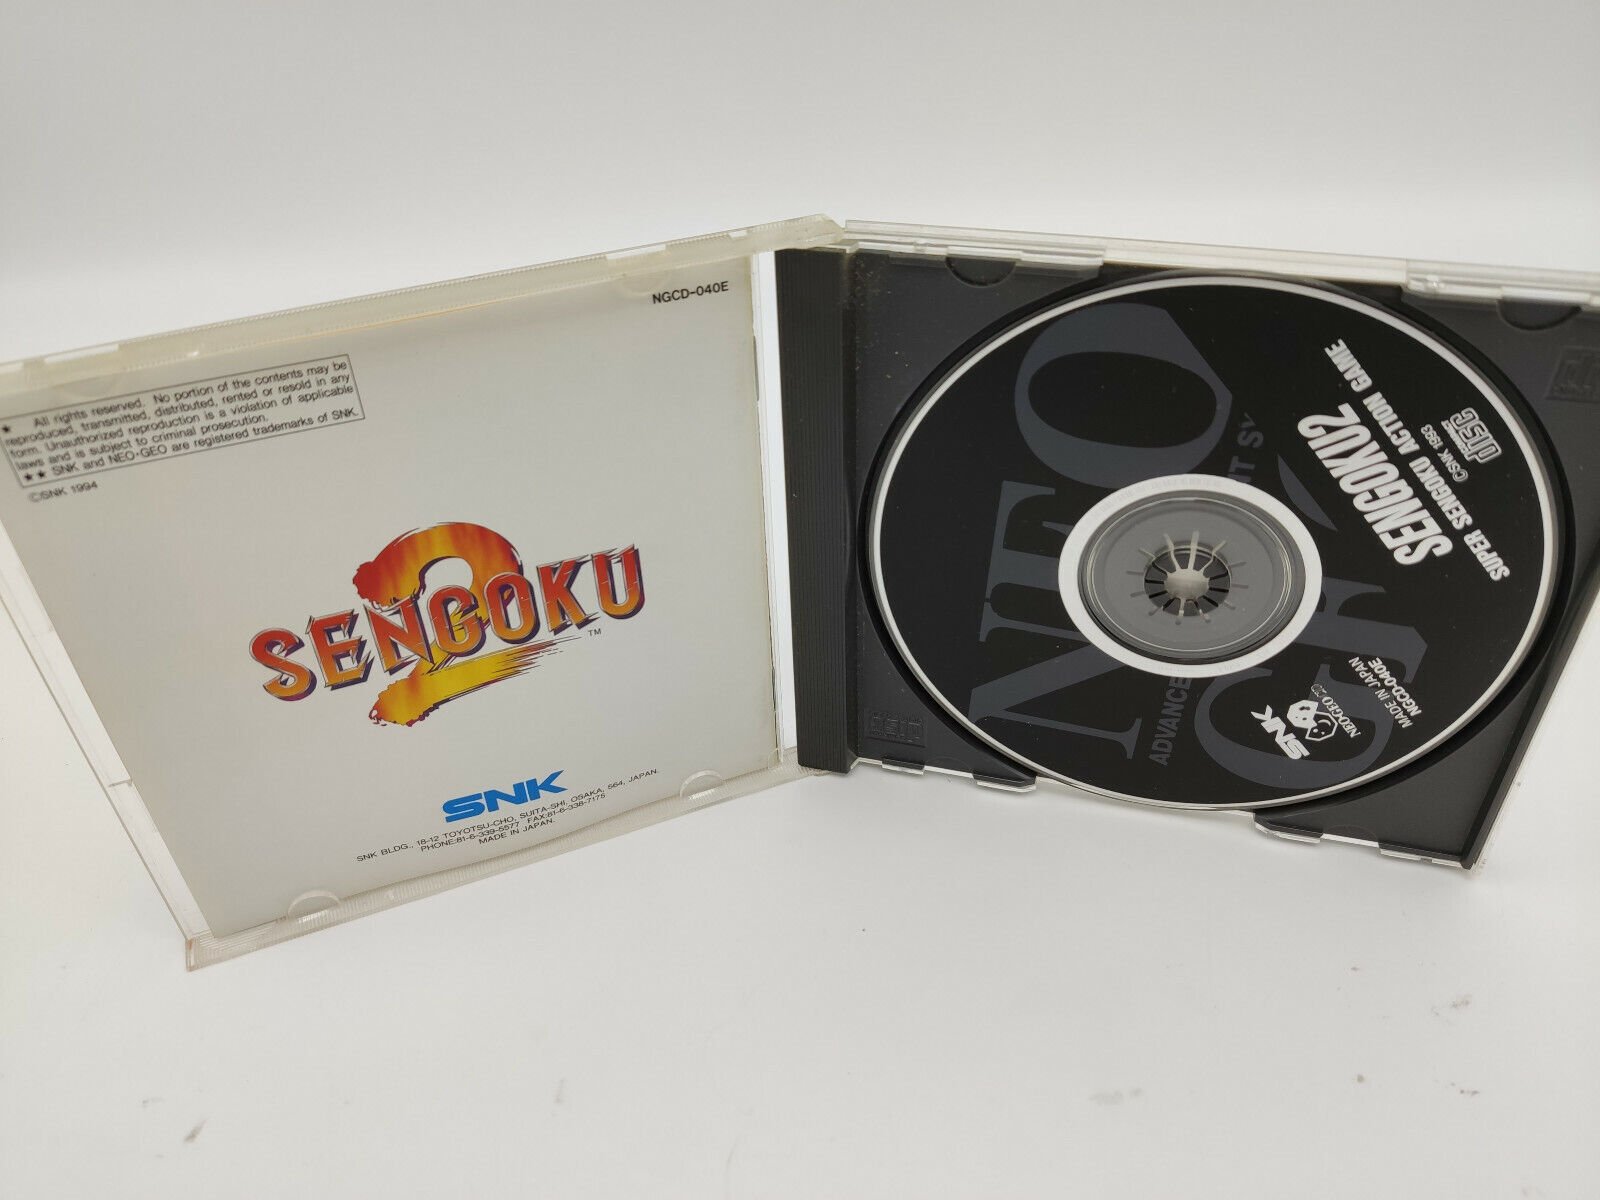 NGCD-040E
★ All rights reserved. No portion of the contents may be
reproduced, transmitted, distributed, rented or resold in any
form. Unauthorized reproduction is a violation of applicable
laws and is subject to criminal prosecution.
★★ SNK and NEO•GEO are registered trademarks of SNK.
©SNK 1994
SENGOKU
2
TM
SNK
SNK BLDG., 18-12 TOYOTSU-CHO, SUITA-SHI, OSAKA, 564, JAPAN.
PHONE:81-6-339-5577 FAX:81-6-338-7175
MADE IN JAPAN.
NEO
ADVANCE
SENGOKU2
SUPER SENGOKU ACTION GAME
©SNK 1993
disc
SNK
NEOGEO CD
MADE IN JAPAN
NGCD-040E